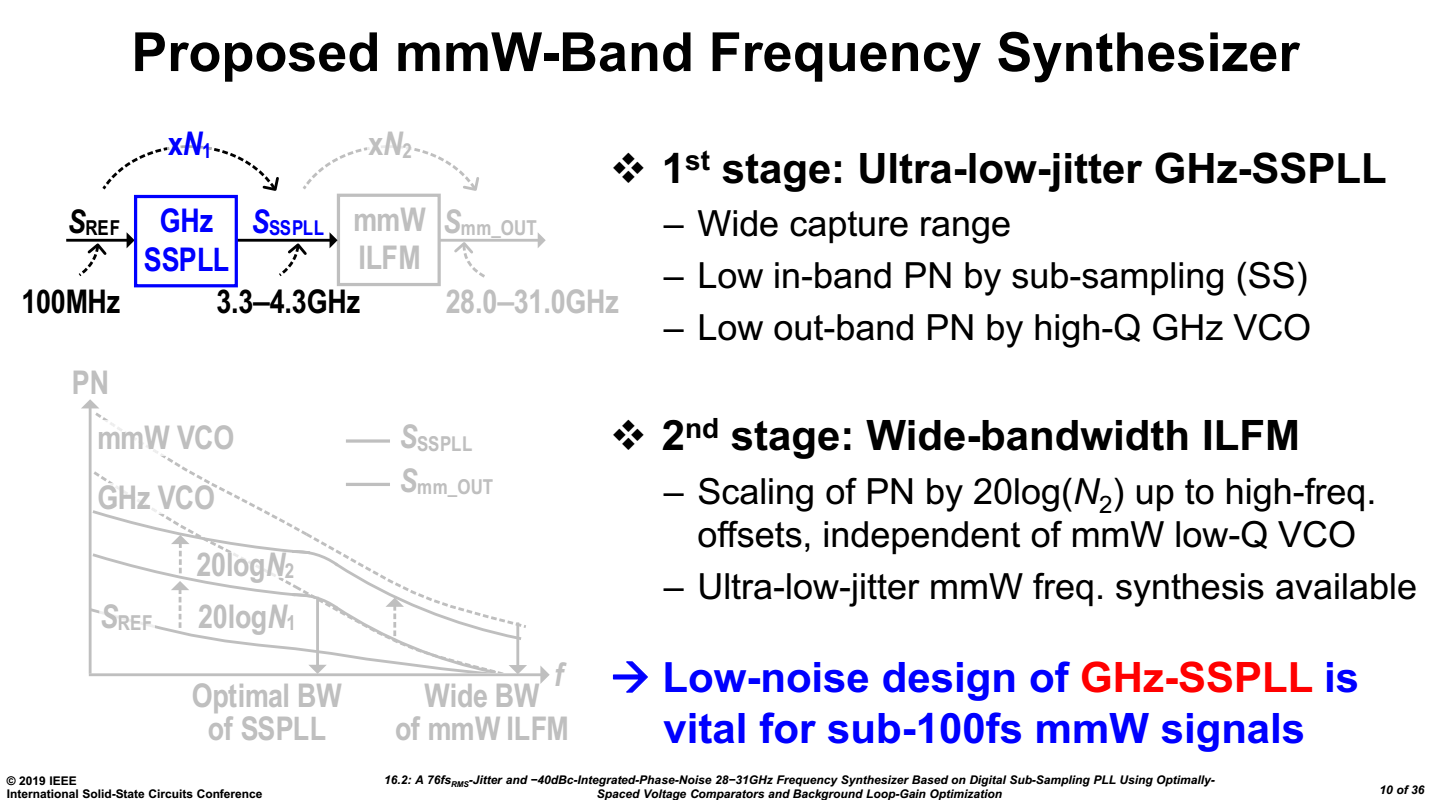 Proposed mmW-Band Frequency Synthesizer
xN1
xN2
SREF
GHz
SSPLL
SSSPLL
mmW
ILFM
Smm_OUT
100MHz
3.3–4.3GHz
28.0–31.0GHz
PN
mmW VCO
GHz VCO
SSSPLL
Smm_OUT
20logN2
SREF
20logN1
f
Optimal BW
of SSPLL
Wide BW
of mmW ILFM
❖ 1st stage: Ultra-low-jitter GHz-SSPLL
– Wide capture range
– Low in-band PN by sub-sampling (SS)
– Low out-band PN by high-Q GHz VCO
❖ 2nd stage: Wide-bandwidth ILFM
– Scaling of PN by 20log(N2) up to high-freq.
offsets, independent of mmW low-Q VCO
– Ultra-low-jitter mmW freq. synthesis available
→ Low-noise design of GHz-SSPLL is
vital for sub-100fs mmW signals
© 2019 IEEE
International Solid-State Circuits Conference
16.2: A 76fsRMS-Jitter and −40dBc-Integrated-Phase-Noise 28−31GHz Frequency Synthesizer Based on Digital Sub-Sampling PLL Using Optimally-
Spaced Voltage Comparators and Background Loop-Gain Optimization
10 of 36